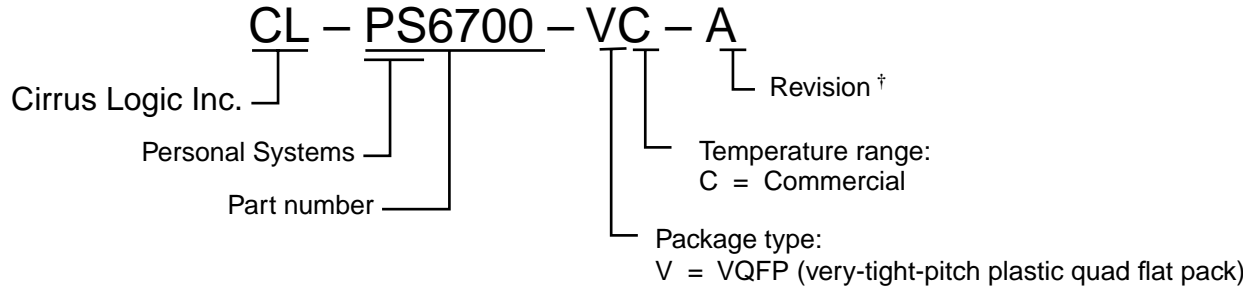 CL – PS6700 – VC – A
Revision †
Cirrus Logic Inc.
Personal Systems
Temperature range:
C = Commercial
Part number
Package type:
V = VQFP (very-tight-pitch plastic quad flat pack)